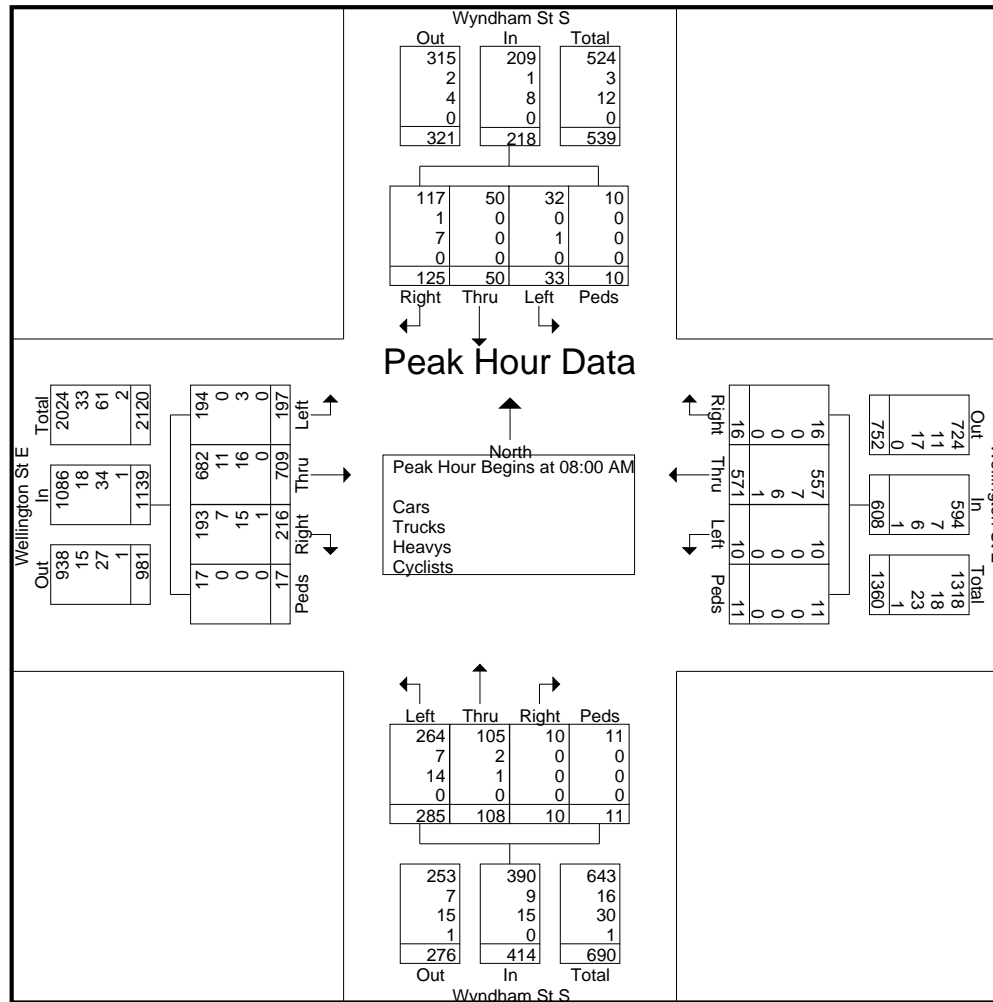 Wyndham St S
Out In Total
315 209 524
2 1 3
4 8 12
0 0 0
321 218 539
117 50 32 10
1 0 0 0
7 0 1 0
0 0 0 0
125 50 33 10
Right Thru Left Peds
Peak Hour Data
Wellington St E
Total
2024 33 61 2 2120
In
1086 18 34 1 1139
Out
938 15 27 1 981
194 0 3 0 197
Left
682 11 16 0 709
Thru
193 7 15 1 216
Right
17 0 0 0 17
Peds
North
Peak Hour Begins at 08:00 AM
Cars
Trucks
Heavys
Cyclists
Right
16 0 0 0 16
Thru
557 7 6 1 571
Left
10 0 0 0 10
Peds
11 0 0 0 11
Out
724 11 17 0 752
In
594 7 6 1 608
Total
1318 18 23 1 1360
Left Thru Right Peds
264 105 10 11
7 2 0 0
14 1 0 0
0 0 0 0
285 108 10 11
253 390 643
7 9 16
15 15 30
1 0 1
276 414 690
Out In Total
Wyndham St S